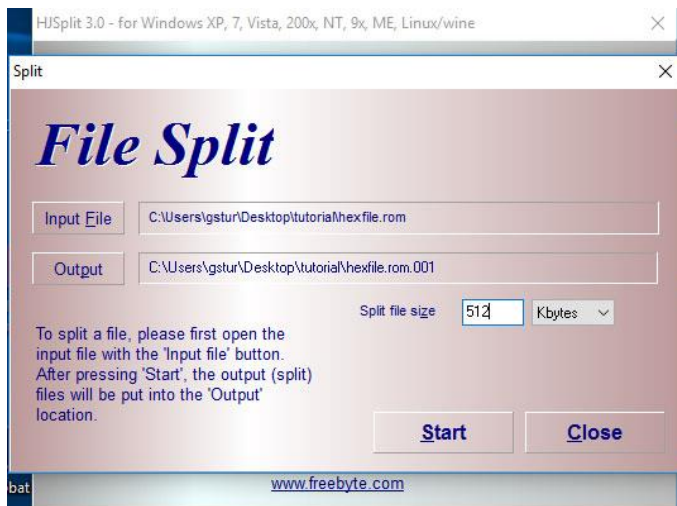 HJSplit 3.0 - for Windows XP, 7, Vista, 200x, NT, 9x, ME, Linux/wine
Split
File Split
Input File C:\Users\gstur\Desktop\tutorial\hexfile.rom
Output C:\Users\gstur\Desktop\tutorial\hexfile.rom.001
Split file size 512 Kbytes
To split a file, please first open the
input file with the 'Input file' button.
After pressing 'Start', the output (split)
files will be put into the 'Output'
location.
Start Close
bat www.freebyte.com